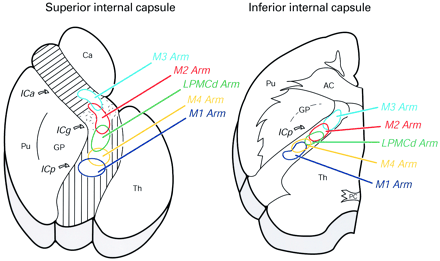 Superior internal capsule
Inferior internal capsule
Ca
M3 Arm
M2 Arm
LPMCd Arm
M4 Arm
M1 Arm
ICa
ICg
ICp
Pu
GP
Th
AC
Pu
GP
ICp
M3 Arm
M2 Arm
LPMCd Arm
M4 Arm
M1 Arm
Th